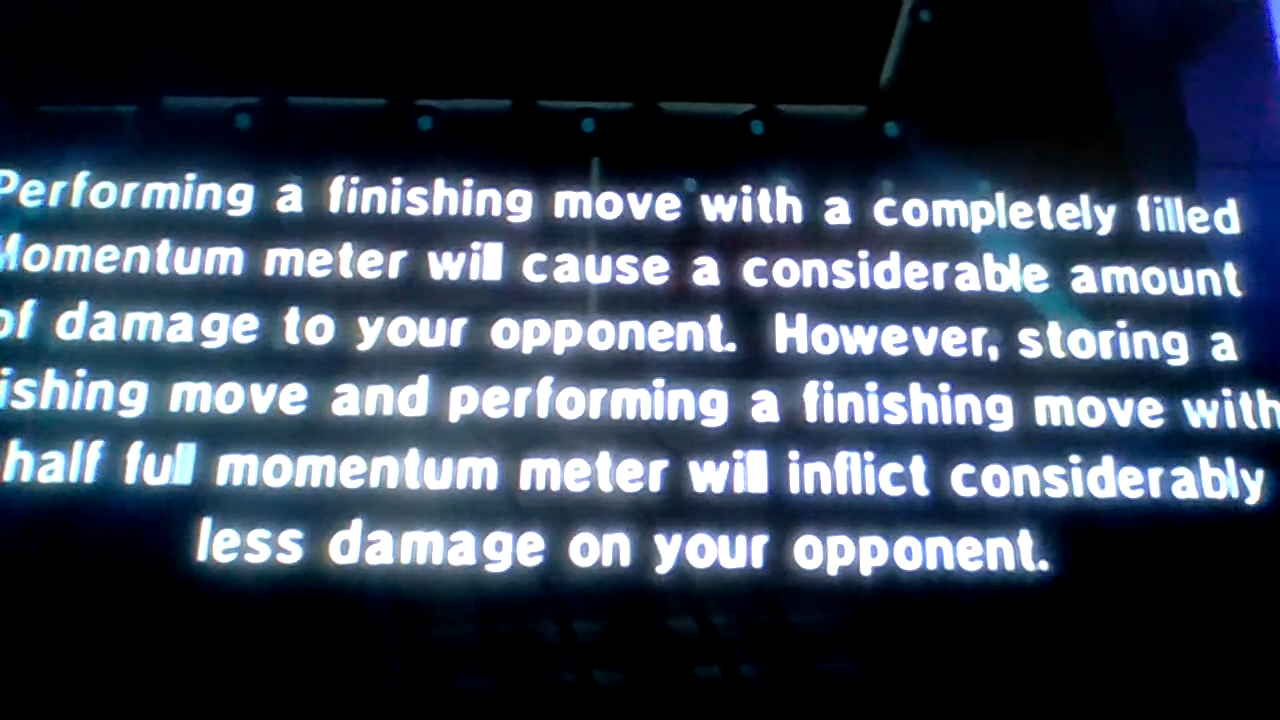 Performing a finishing move with a completely filled
Momentum meter will cause a considerable amount
of damage to your opponent. However, storing a
ishing move and performing a finishing move with
half full momentum meter will inflict considerably
less damage on your opponent.